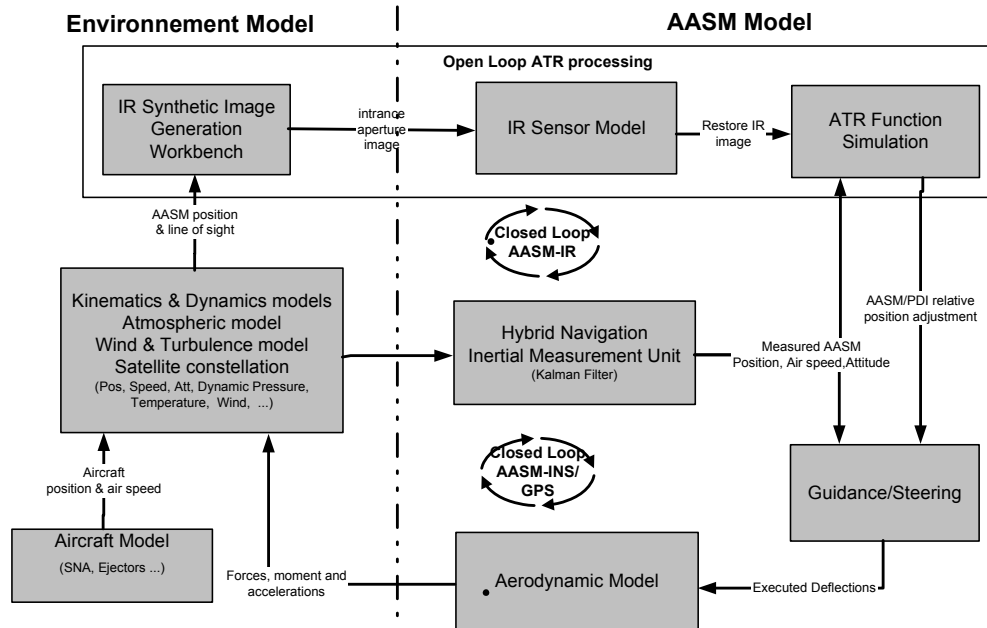 Environnement Model
AASM Model
Open Loop ATR processing
IR Synthetic Image
Generation
Workbench
intrance
aperture
image
IR Sensor Model
Restore IR
image
ATR Function
Simulation
AASM position
& line of sight
Closed Loop
AASM-IR
Kinematics & Dynamics models
Atmospheric model
Wind & Turbulence model
Satellite constellation
(Pos, Speed, Att, Dynamic Pressure,
Temperature, Wind, ...)
Hybrid Navigation
Inertial Measurement Unit
(Kalman Filter)
Measured AASM
Position, Air speed,Attitude
AASM/PDI relative
position adjustment
Aircraft
position & air speed
Closed Loop
AASM-INS/
GPS
Guidance/Steering
Aircraft Model
(SNA, Ejectors ...)
Forces, moment and
accelerations
Aerodynamic Model
Executed Deflections